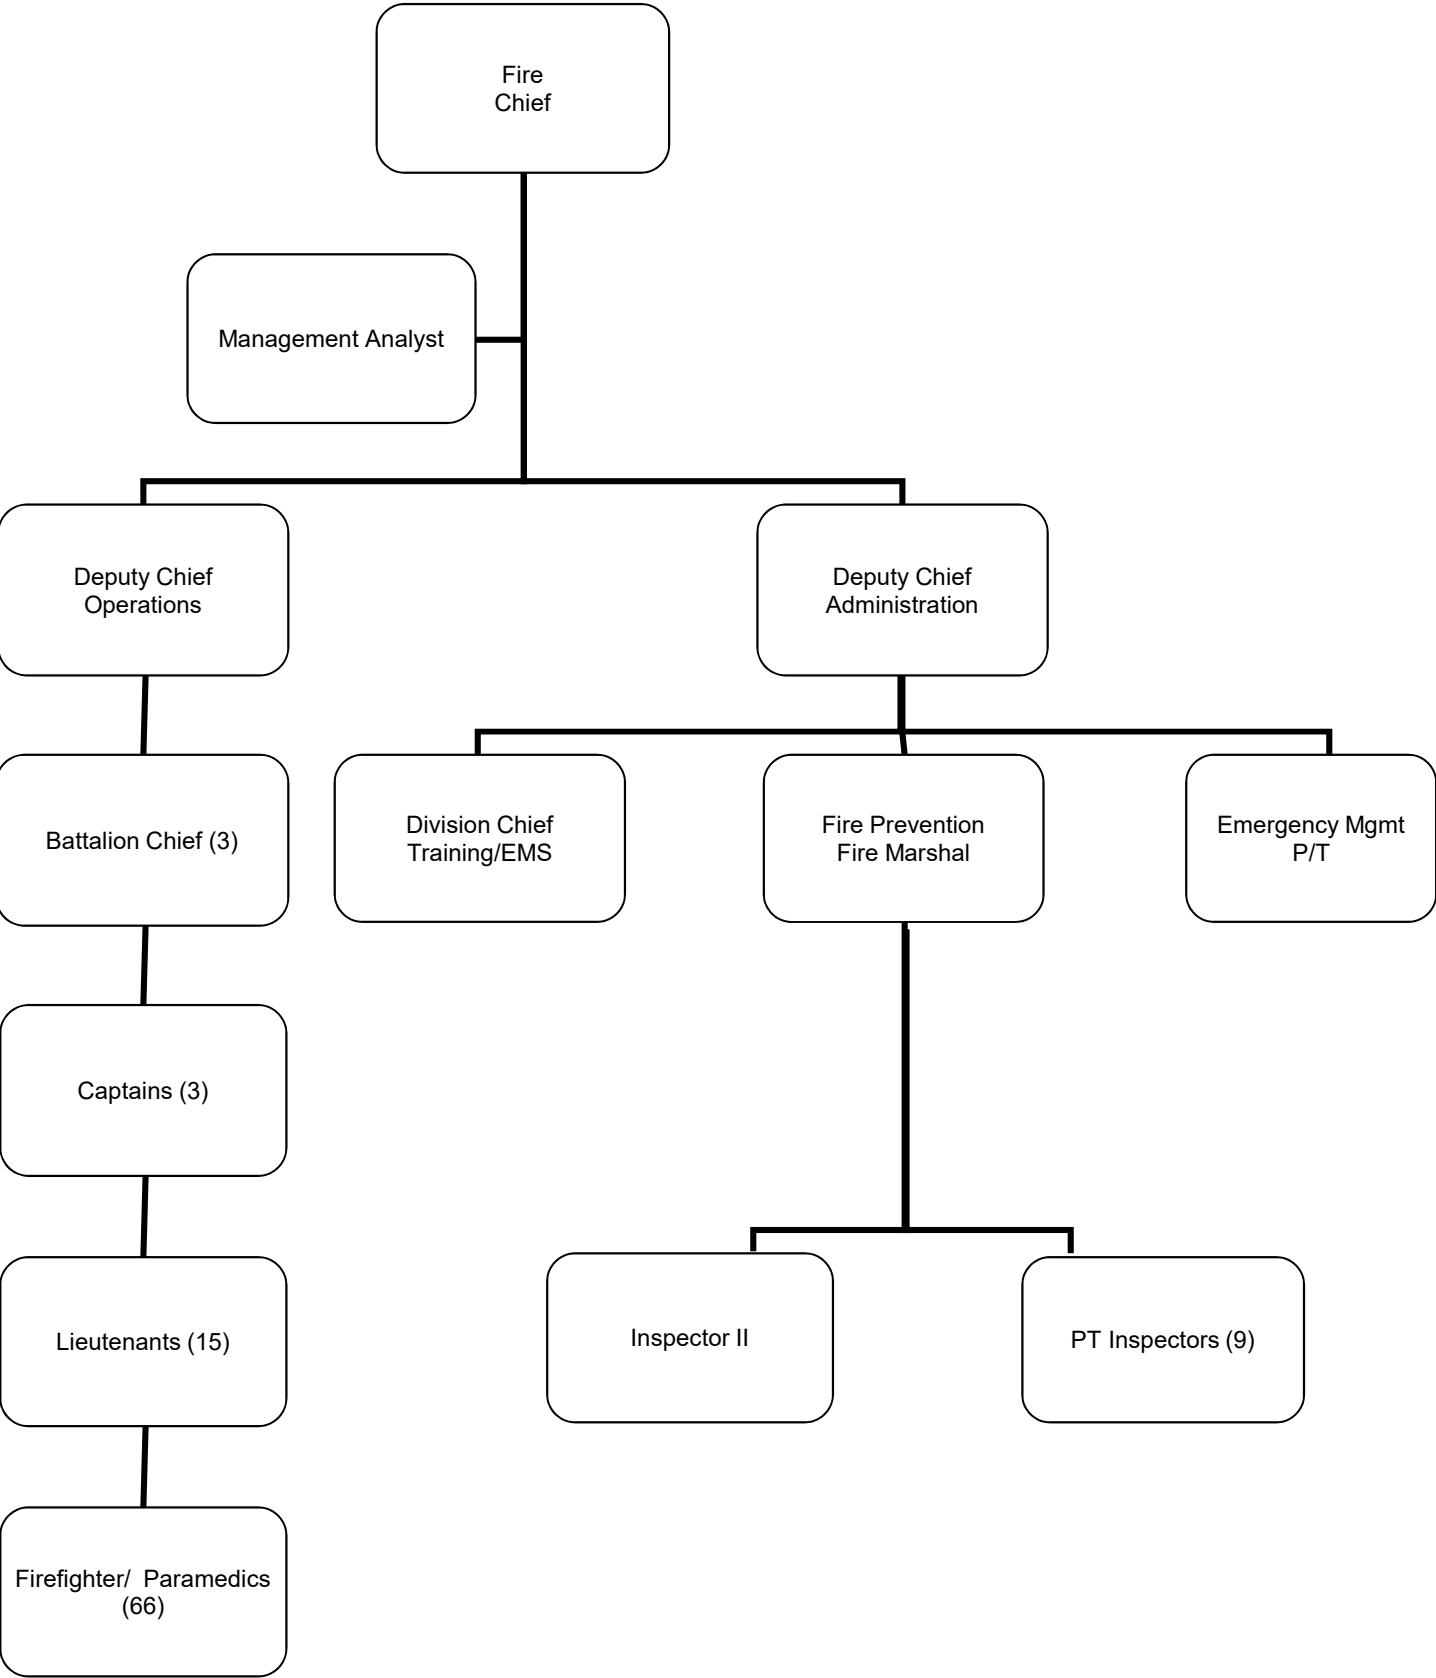 Fire
Chief
Management Analyst
Deputy Chief
Operations
Deputy Chief
Administration
Battalion Chief (3)
Division Chief
Training/EMS
Fire Prevention
Fire Marshal
Emergency Mgmt
P/T
Captains (3)
Lieutenants (15)
Inspector II
PT Inspectors (9)
Firefighter/  Paramedics
(66)